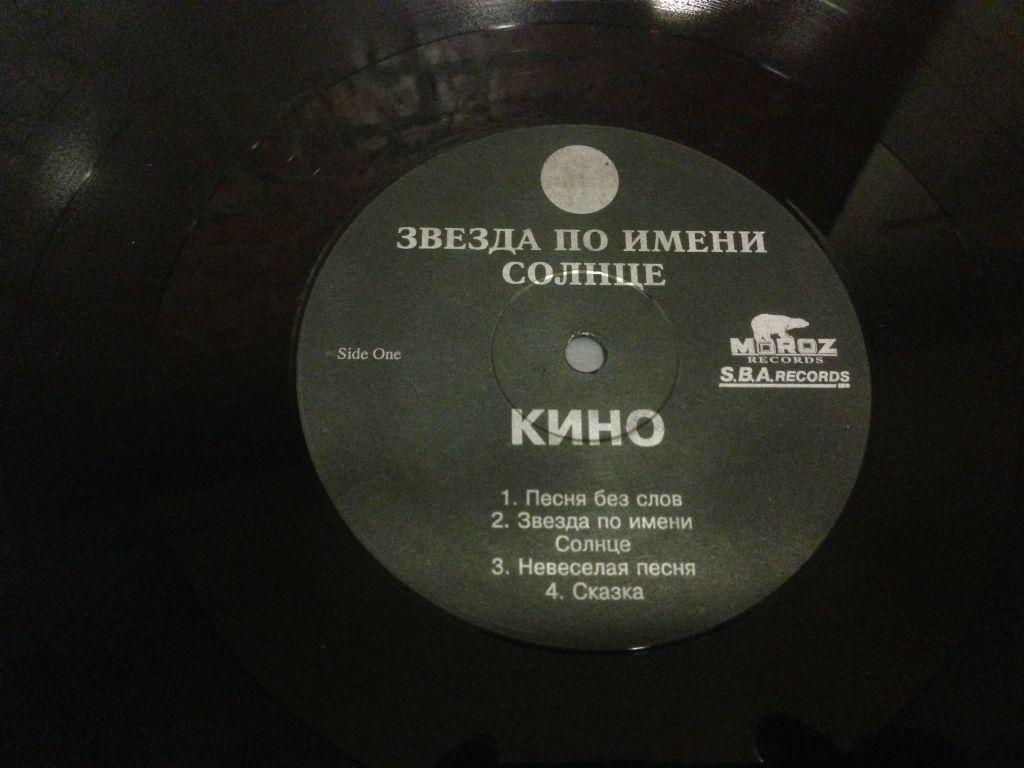 ЗВЕЗДА ПО ИМЕНИ
СОЛНЦЕ
Side One
MOROZ
RECORDS
S.B.A. RECORDS
КИНО
1. Песня без слов
2. Звезда по имени
Солнце
3. Невеселая песня
4. Сказка